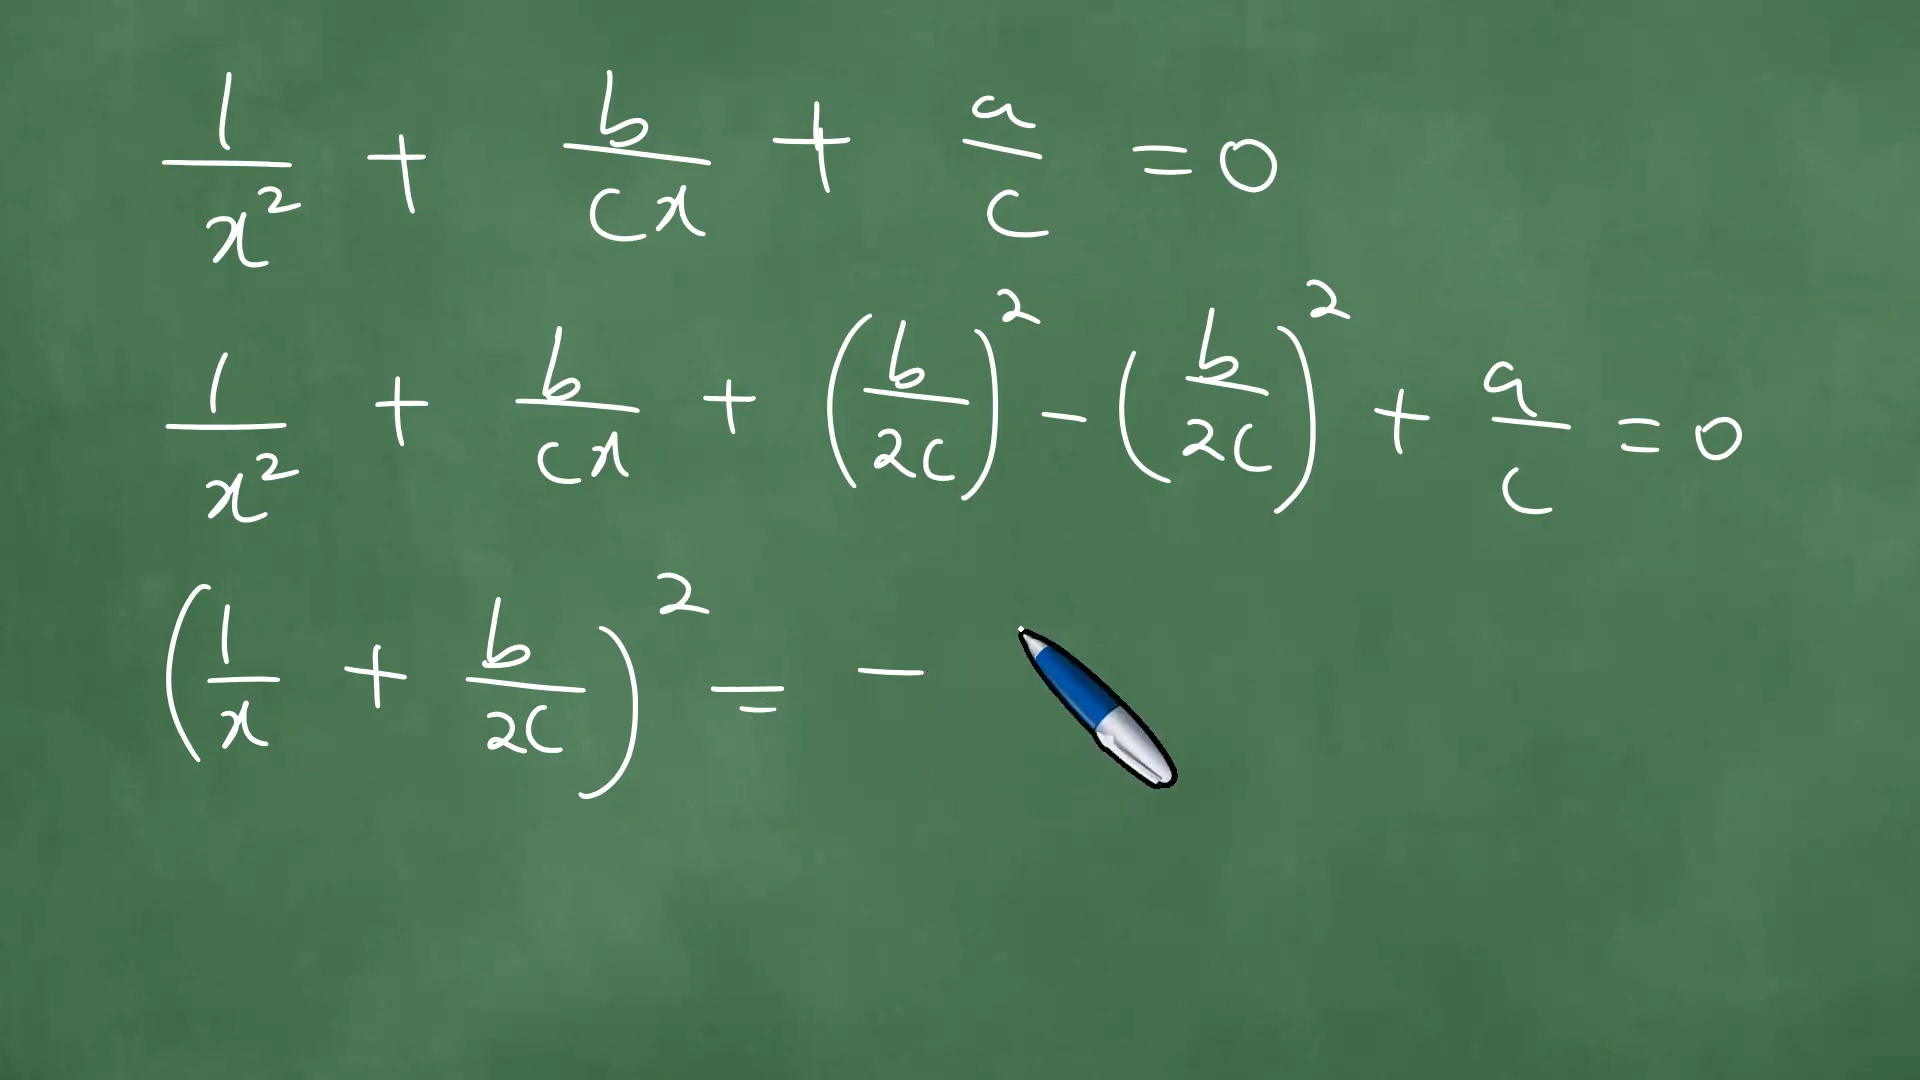 1/x² + b/cx + a/c = 0
1/x² + b/cx + (b/2c)² - (b/2c)² + a/c = 0
(1/x + b/2c)² = -